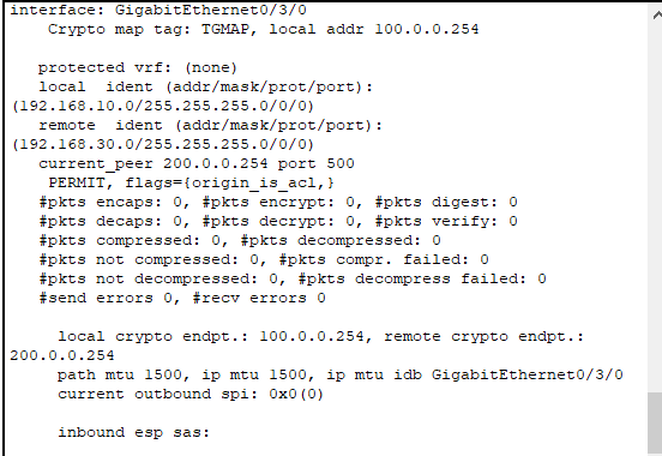 interface: GigabitEthernet0/3/0
Crypto map tag: TGMAP, local addr 100.0.0.254
protected vrf: (none)
local  ident (addr/mask/prot/port):
(192.168.10.0/255.255.255.0/0/0)
remote  ident (addr/mask/prot/port):
(192.168.30.0/255.255.255.0/0/0)
current_peer 200.0.0.254 port 500
PERMIT, flags={origin_is_acl,}
#pkts encaps: 0, #pkts encrypt: 0, #pkts digest: 0
#pkts decaps: 0, #pkts decrypt: 0, #pkts verify: 0
#pkts compressed: 0, #pkts decompressed: 0
#pkts not compressed: 0, #pkts compr. failed: 0
#pkts not decompressed: 0, #pkts decompress failed: 0
#send errors 0, #recv errors 0
local crypto endpt.: 100.0.0.254, remote crypto endpt.:
200.0.0.254
path mtu 1500, ip mtu 1500, ip mtu idb GigabitEthernet0/3/0
current outbound spi: 0x0(0)
inbound esp sas: